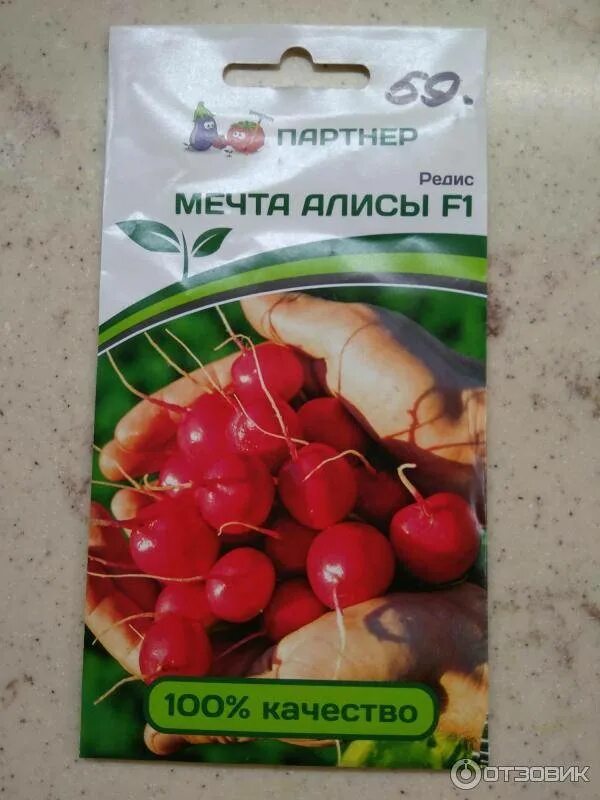 69.
ПАРТНЕР
Редис
МЕЧТА АЛИСЫ F1
100% качество
ОТЗОВИК